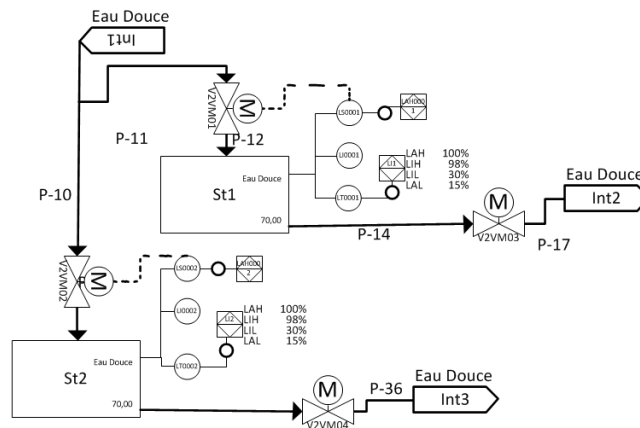 Eau Douce
Int1
V2VM01
M
P-11
P-12
LS0001
LAH000
1
LI0001
LT0001
LI1
LAH 100%
LIH 98%
LIL 30%
LAL 15%
Eau Douce
St1
70,00
Eau Douce
Int2
M
V2VM03
P-14
P-17
P-10
V2VM02
M
LS0002
LAH000
2
LI0002
LT0002
LI2
LAH 100%
LIH 98%
LIL 30%
LAL 15%
St2
Eau Douce
70,00
M
V2VM04
P-36
Eau Douce
Int3